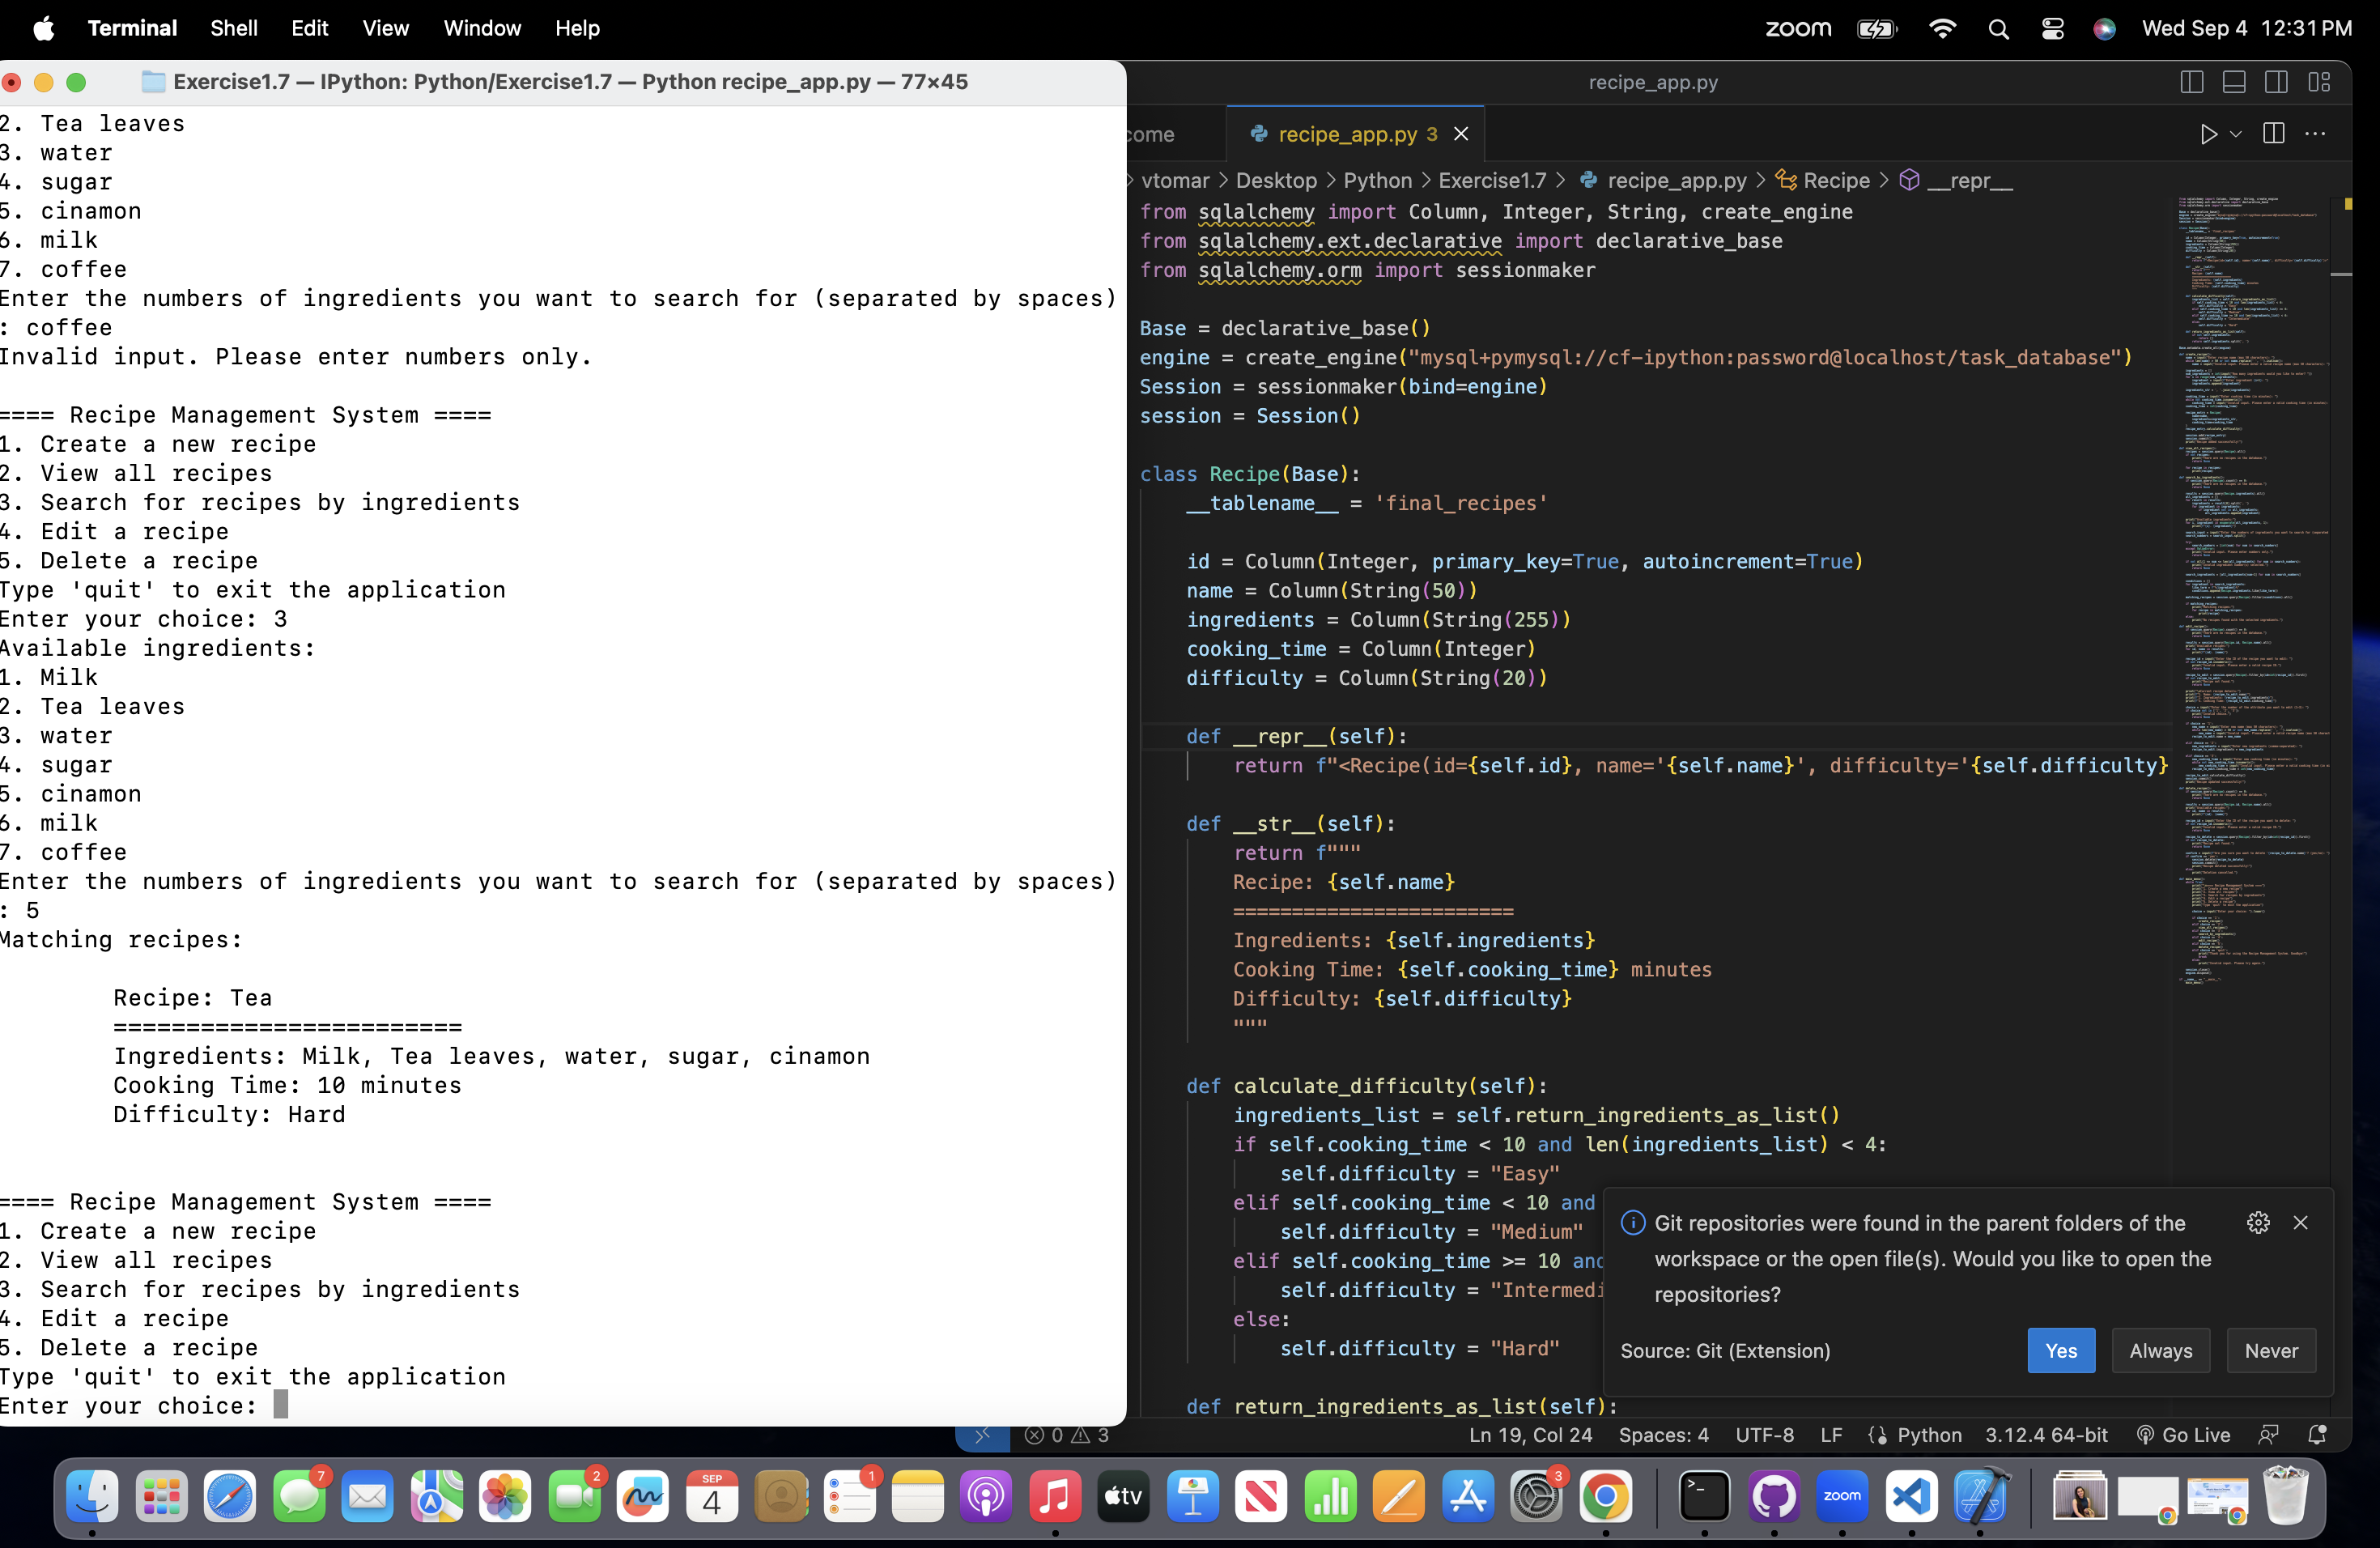 Terminal Shell Edit View Window Help zoom Wed Sep 4 12:31 PM
Exercise1.7 — IPython: Python/Exercise1.7 — Python recipe_app.py — 77×45
2. Tea leaves
3. water
4. sugar
5. cinamon
6. milk
7. coffee
Enter the numbers of ingredients you want to search for (separated by spaces)
: coffee
Invalid input. Please enter numbers only.
==== Recipe Management System ====
1. Create a new recipe
2. View all recipes
3. Search for recipes by ingredients
4. Edit a recipe
5. Delete a recipe
Type 'quit' to exit the application
Enter your choice: 3
Available ingredients:
1. Milk
2. Tea leaves
3. water
4. sugar
5. cinamon
6. milk
7. coffee
Enter the numbers of ingredients you want to search for (separated by spaces)
: 5
Matching recipes:
Recipe: Tea
========================
Ingredients: Milk, Tea leaves, water, sugar, cinamon
Cooking Time: 10 minutes
Difficulty: Hard
==== Recipe Management System ====
1. Create a new recipe
2. View all recipes
3. Search for recipes by ingredients
4. Edit a recipe
5. Delete a recipe
Type 'quit' to exit the application
Enter your choice:
recipe_app.py
come recipe_app.py 3
vtomar > Desktop > Python > Exercise1.7 > recipe_app.py > Recipe > __repr__
from sqlalchemy import Column, Integer, String, create_engine
from sqlalchemy.ext.declarative import declarative_base
from sqlalchemy.orm import sessionmaker
Base = declarative_base()
engine = create_engine("mysql+pymysql://cf-ipython:password@localhost/task_database")
Session = sessionmaker(bind=engine)
session = Session()
class Recipe(Base):
__tablename__ = 'final_recipes'
id = Column(Integer, primary_key=True, autoincrement=True)
name = Column(String(50))
ingredients = Column(String(255))
cooking_time = Column(Integer)
difficulty = Column(String(20))
def __repr__(self):
return f"<Recipe(id={self.id}, name='{self.name}', difficulty='{self.difficulty}
def __str__(self):
return f"""
Recipe: {self.name}
========================
Ingredients: {self.ingredients}
Cooking Time: {self.cooking_time} minutes
Difficulty: {self.difficulty}
"""
def calculate_difficulty(self):
ingredients_list = self.return_ingredients_as_list()
if self.cooking_time < 10 and len(ingredients_list) < 4:
self.difficulty = "Easy"
elif self.cooking_time < 10 and
self.difficulty = "Medium"
elif self.cooking_time >= 10 and
self.difficulty = "Intermedi
else:
self.difficulty = "Hard"
def return_ingredients_as_list(self):
Git repositories were found in the parent folders of the
workspace or the open file(s). Would you like to open the
repositories?
Source: Git (Extension) Yes Always Never
0 3 Ln 19, Col 24 Spaces: 4 UTF-8 LF Python 3.12.4 64-bit Go Live
7 2 SEP 4 1 tv 3 zoom